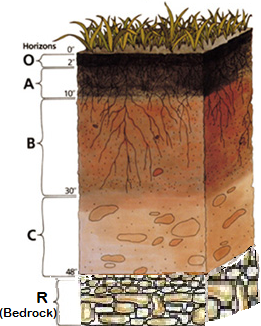 Horizons
0"
O
2"
A
10"
B
30"
C
48"
R
(Bedrock)